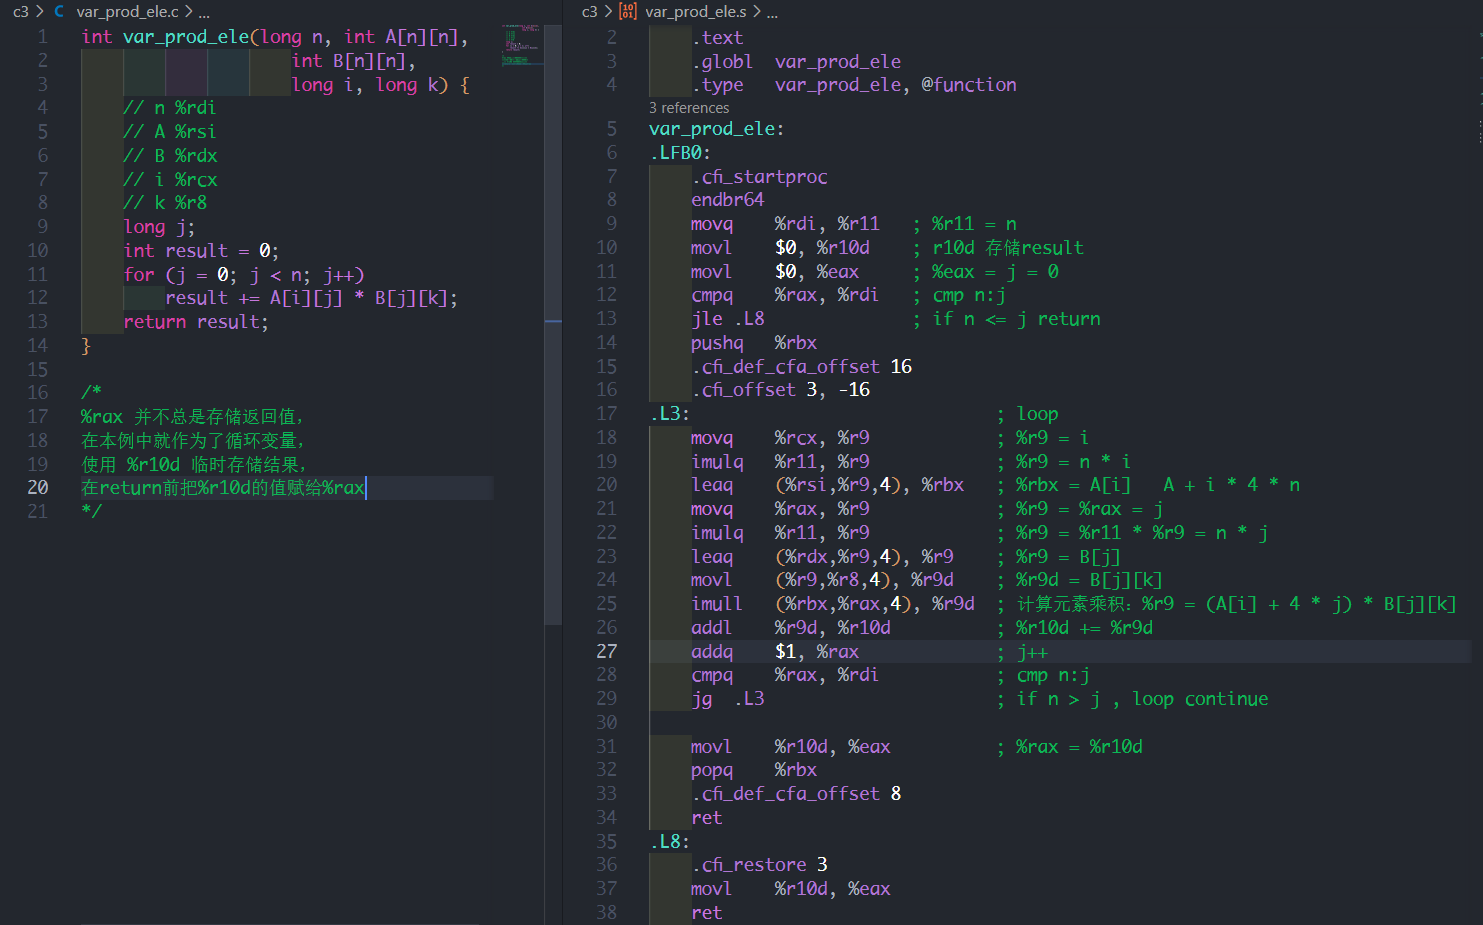 c3 > C var_prod_ele.c > ...
1 int var_prod_ele(long n, int A[n][n],
2 int B[n][n],
3 long i, long k) {
4 // n %rdi
5 // A %rsi
6 // B %rdx
7 // i %rcx
8 // k %r8
9 long j;
10 int result = 0;
11 for (j = 0; j < n; j++)
12 result += A[i][j] * B[j][k];
13 return result;
14 }
15
16 /*
17 %rax 并不总是存储返回值,
18 在本例中就作为了循环变量,
19 使用 %r10d 临时存储结果,
20 在return前把%r10d的值赋给%rax
21 */
c3 > var_prod_ele.s > ...
2 .text
3 .globl var_prod_ele
4 .type var_prod_ele, @function
3 references
5 var_prod_ele:
6 .LFB0:
7 .cfi_startproc
8 endbr64
9 movq %rdi, %r11 ; %r11 = n
10 movl $0, %r10d ; r10d 存储result
11 movl $0, %eax ; %eax = j = 0
12 cmpq %rax, %rdi ; cmp n:j
13 jle .L8 ; if n <= j return
14 pushq %rbx
15 .cfi_def_cfa_offset 16
16 .cfi_offset 3, -16
17 .L3: ; loop
18 movq %rcx, %r9 ; %r9 = i
19 imulq %r11, %r9 ; %r9 = n * i
20 leaq (%rsi,%r9,4), %rbx ; %rbx = A[i] A + i * 4 * n
21 movq %rax, %r9 ; %r9 = %rax = j
22 imulq %r11, %r9 ; %r9 = %r11 * %r9 = n * j
23 leaq (%rdx,%r9,4), %r9 ; %r9 = B[j]
24 movl (%r9,%r8,4), %r9d ; %r9d = B[j][k]
25 imull (%rbx,%rax,4), %r9d ; 计算元素乘积: %r9 = (A[i] + 4 * j) * B[j][k]
26 addl %r9d, %r10d ; %r10d += %r9d
27 addq $1, %rax ; j++
28 cmpq %rax, %rdi ; cmp n:j
29 jg .L3 ; if n > j , loop continue
30
31 movl %r10d, %eax ; %rax = %r10d
32 popq %rbx
33 .cfi_def_cfa_offset 8
34 ret
35 .L8:
36 .cfi_restore 3
37 movl %r10d, %eax
38 ret